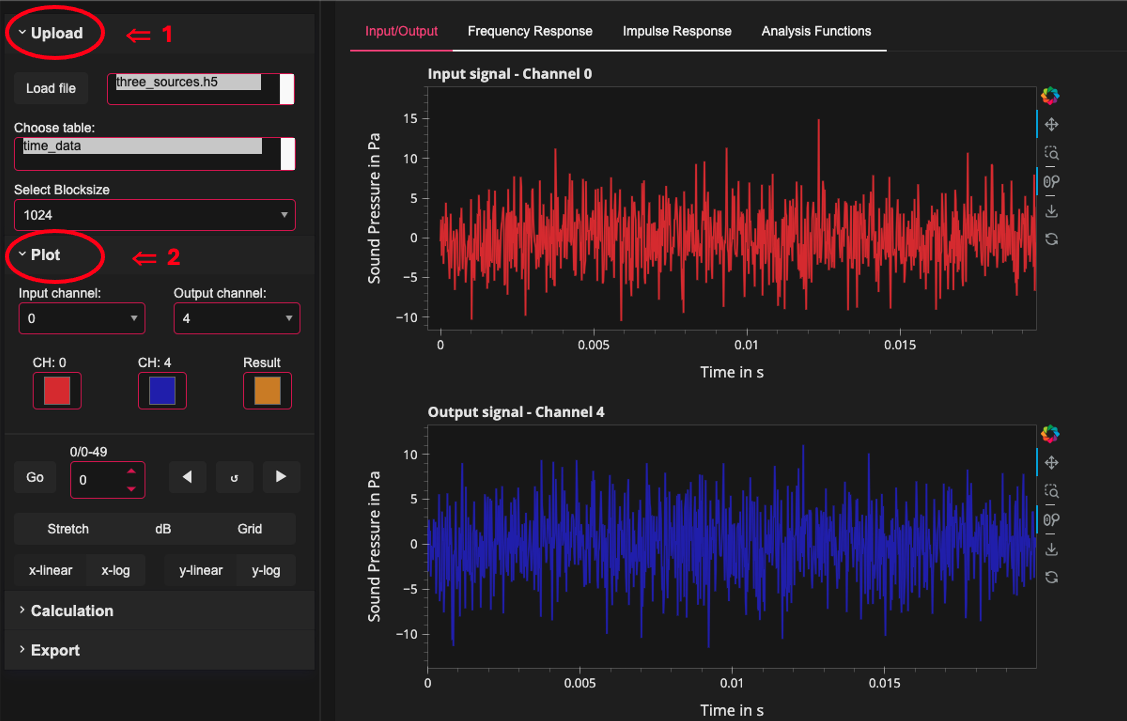 Upload
⇐ 1
Load file
three_sources.h5
Choose table:
time_data
Select Blocksize
1024
Plot
⇐ 2
Input channel:
Output channel:
0
4
CH: 0
CH: 4
Result
0/0-49
Go
0
Stretch
dB
Grid
x-linear
x-log
y-linear
y-log
Calculation
Export
Input/Output
Frequency Response
Impulse Response
Analysis Functions
Input signal - Channel 0
Sound Pressure in Pa
15
10
5
0
−5
−10
0
0.005
0.01
0.015
Time in s
Output signal - Channel 4
Sound Pressure in Pa
10
5
0
−5
−10
0
0.005
0.01
0.015
Time in s